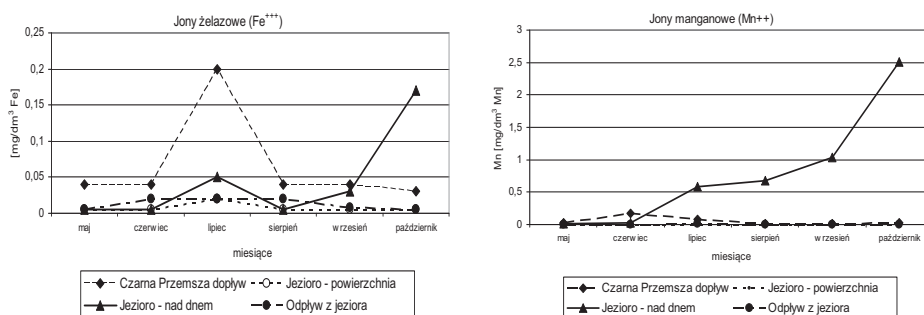 Jony żelazowe (Fe+++)
[mg/dm³ Fe]
0,25
0,2
0,15
0,1
0,05
0
maj czerwiec lipiec sierpień wrzesień październik
miesiące
Czarna Przemsza dopływ Jezioro - powierzchnia
Jezioro - nad dnem Odpływ z jeziora
Jony manganowe (Mn++)
Mn [mg/dm³ Mn]
3
2,5
2
1,5
1
0,5
0
maj czerwiec lipiec sierpień wrzesień październik
miesiące
Czarna Przemsza dopływ Jezioro - powierzchnia
Jezioro - nad dnem Odpływ z jeziora